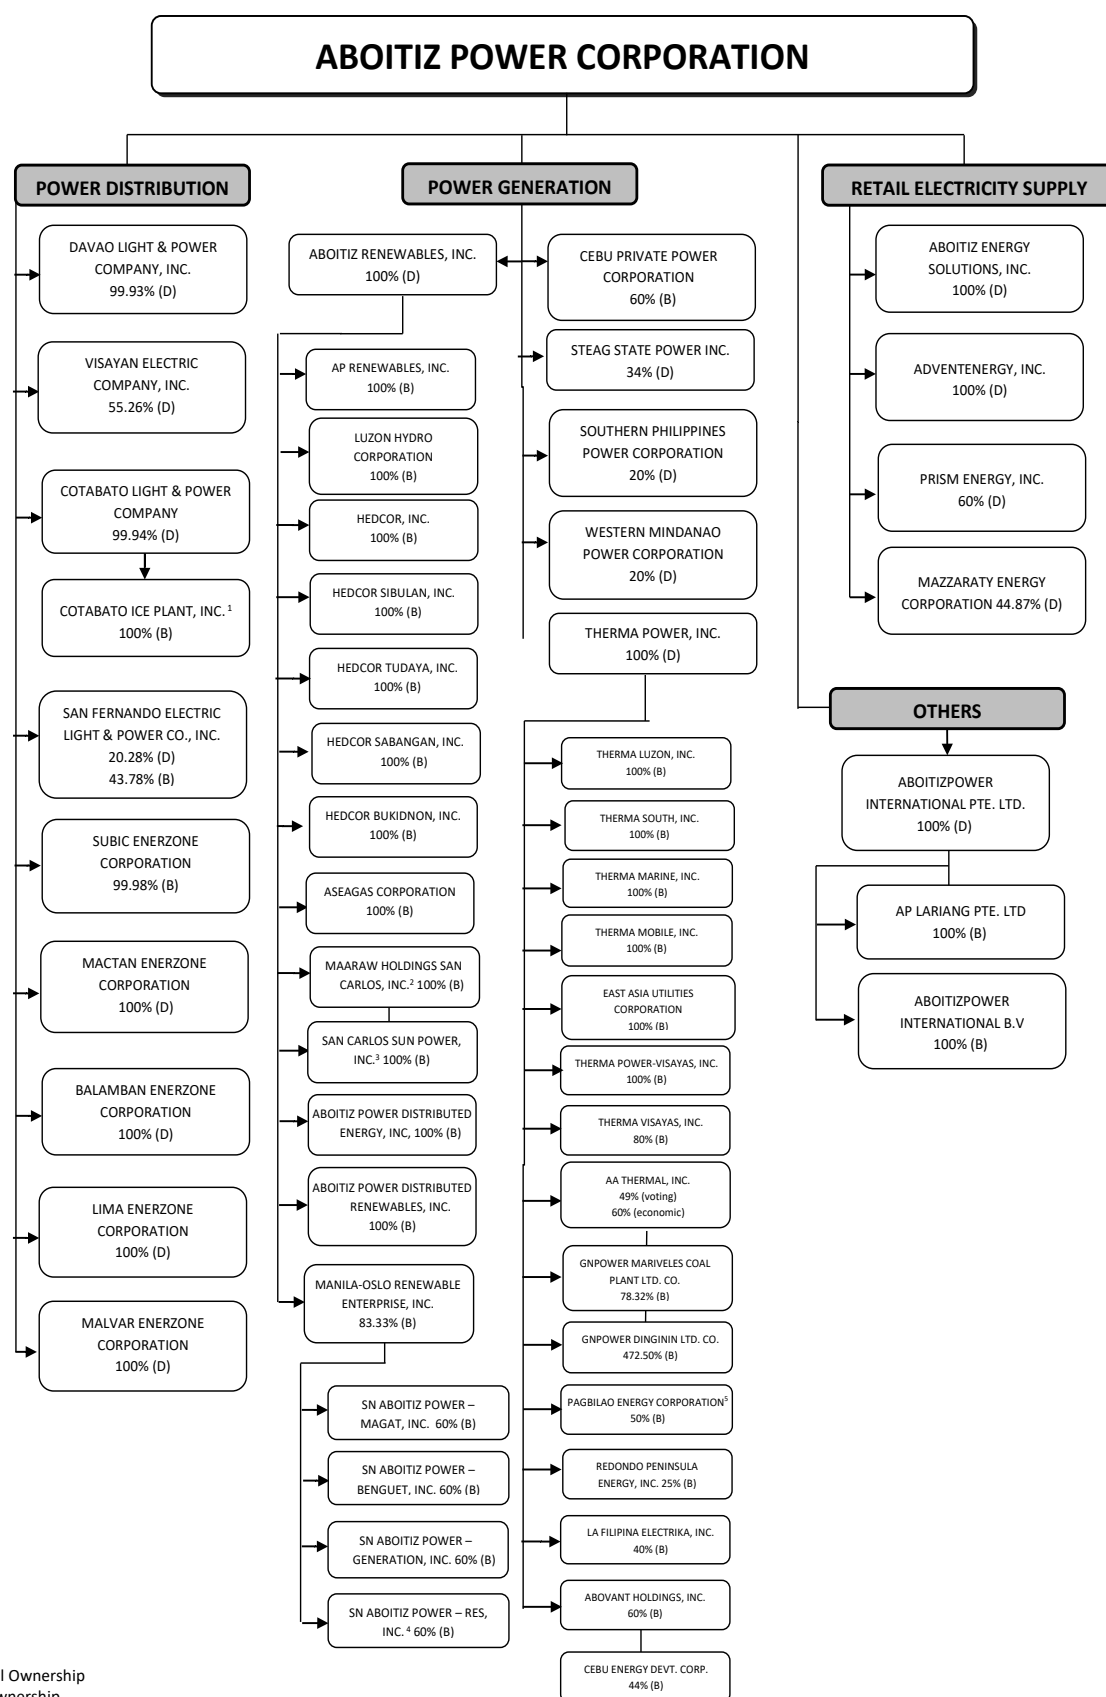 ABOITIZ POWER CORPORATION
POWER DISTRIBUTION
DAVAO LIGHT & POWER
COMPANY, INC.
99.93% (D)
VISAYAN ELECTRIC
COMPANY, INC.
55.26% (D)
COTABATO LIGHT & POWER
COMPANY
99.94% (D)
COTABATO ICE PLANT, INC. 1
100% (B)
SAN FERNANDO ELECTRIC
LIGHT & POWER CO., INC.
20.28% (D)
43.78% (B)
SUBIC ENERZONE
CORPORATION
99.98% (B)
MACTAN ENERZONE
CORPORATION
100% (D)
BALAMBAN ENERZONE
CORPORATION
100% (D)
LIMA ENERZONE
CORPORATION
100% (D)
MALVAR ENERZONE
CORPORATION
100% (D)
POWER GENERATION
ABOITIZ RENEWABLES, INC.
100% (D)
AP RENEWABLES, INC.
100% (B)
LUZON HYDRO
CORPORATION
100% (B)
HEDCOR, INC.
100% (B)
HEDCOR SIBULAN, INC.
100% (B)
HEDCOR TUDAYA, INC.
100% (B)
HEDCOR SABANGAN, INC.
100% (B)
HEDCOR BUKIDNON, INC.
100% (B)
ASEAGAS CORPORATION
100% (B)
MAARAW HOLDINGS SAN
CARLOS, INC.2 100% (B)
SAN CARLOS SUN POWER,
INC.3 100% (B)
ABOITIZ POWER DISTRIBUTED
ENERGY, INC, 100% (B)
ABOITIZ POWER DISTRIBUTED
RENEWABLES, INC.
100% (B)
MANILA-OSLO RENEWABLE
ENTERPRISE, INC.
83.33% (B)
SN ABOITIZ POWER –
MAGAT, INC. 60% (B)
SN ABOITIZ POWER –
BENGUET, INC. 60% (B)
SN ABOITIZ POWER –
GENERATION, INC. 60% (B)
SN ABOITIZ POWER – RES,
INC. 4 60% (B)
CEBU PRIVATE POWER
CORPORATION
60% (B)
STEAG STATE POWER INC.
34% (D)
SOUTHERN PHILIPPINES
POWER CORPORATION
20% (D)
WESTERN MINDANAO
POWER CORPORATION
20% (D)
THERMA POWER, INC.
100% (D)
THERMA LUZON, INC.
100% (B)
THERMA SOUTH, INC.
100% (B)
THERMA MARINE, INC.
100% (B)
THERMA MOBILE, INC.
100% (B)
EAST ASIA UTILITIES
CORPORATION
100% (B)
THERMA POWER-VISAYAS, INC.
100% (B)
THERMA VISAYAS, INC.
80% (B)
AA THERMAL, INC.
49% (voting)
60% (economic)
GNPOWER MARIVELES COAL
PLANT LTD. CO.
78.32% (B)
GNPOWER DINGININ LTD. CO.
472.50% (B)
PAGBILAO ENERGY CORPORATION5
50% (B)
REDONDO PENINSULA
ENERGY, INC. 25% (B)
LA FILIPINA ELECTRIKA, INC.
40% (B)
ABOVANT HOLDINGS, INC.
60% (B)
CEBU ENERGY DEVT. CORP.
44% (B)
RETAIL ELECTRICITY SUPPLY
ABOITIZ ENERGY
SOLUTIONS, INC.
100% (D)
ADVENTENERGY, INC.
100% (D)
PRISM ENERGY, INC.
60% (D)
MAZZARATY ENERGY
CORPORATION 44.87% (D)
OTHERS
ABOITIZPOWER
INTERNATIONAL PTE. LTD.
100% (D)
AP LARIANG PTE. LTD
100% (B)
ABOITIZPOWER
INTERNATIONAL B.V
100% (B)
l Ownership
wnership